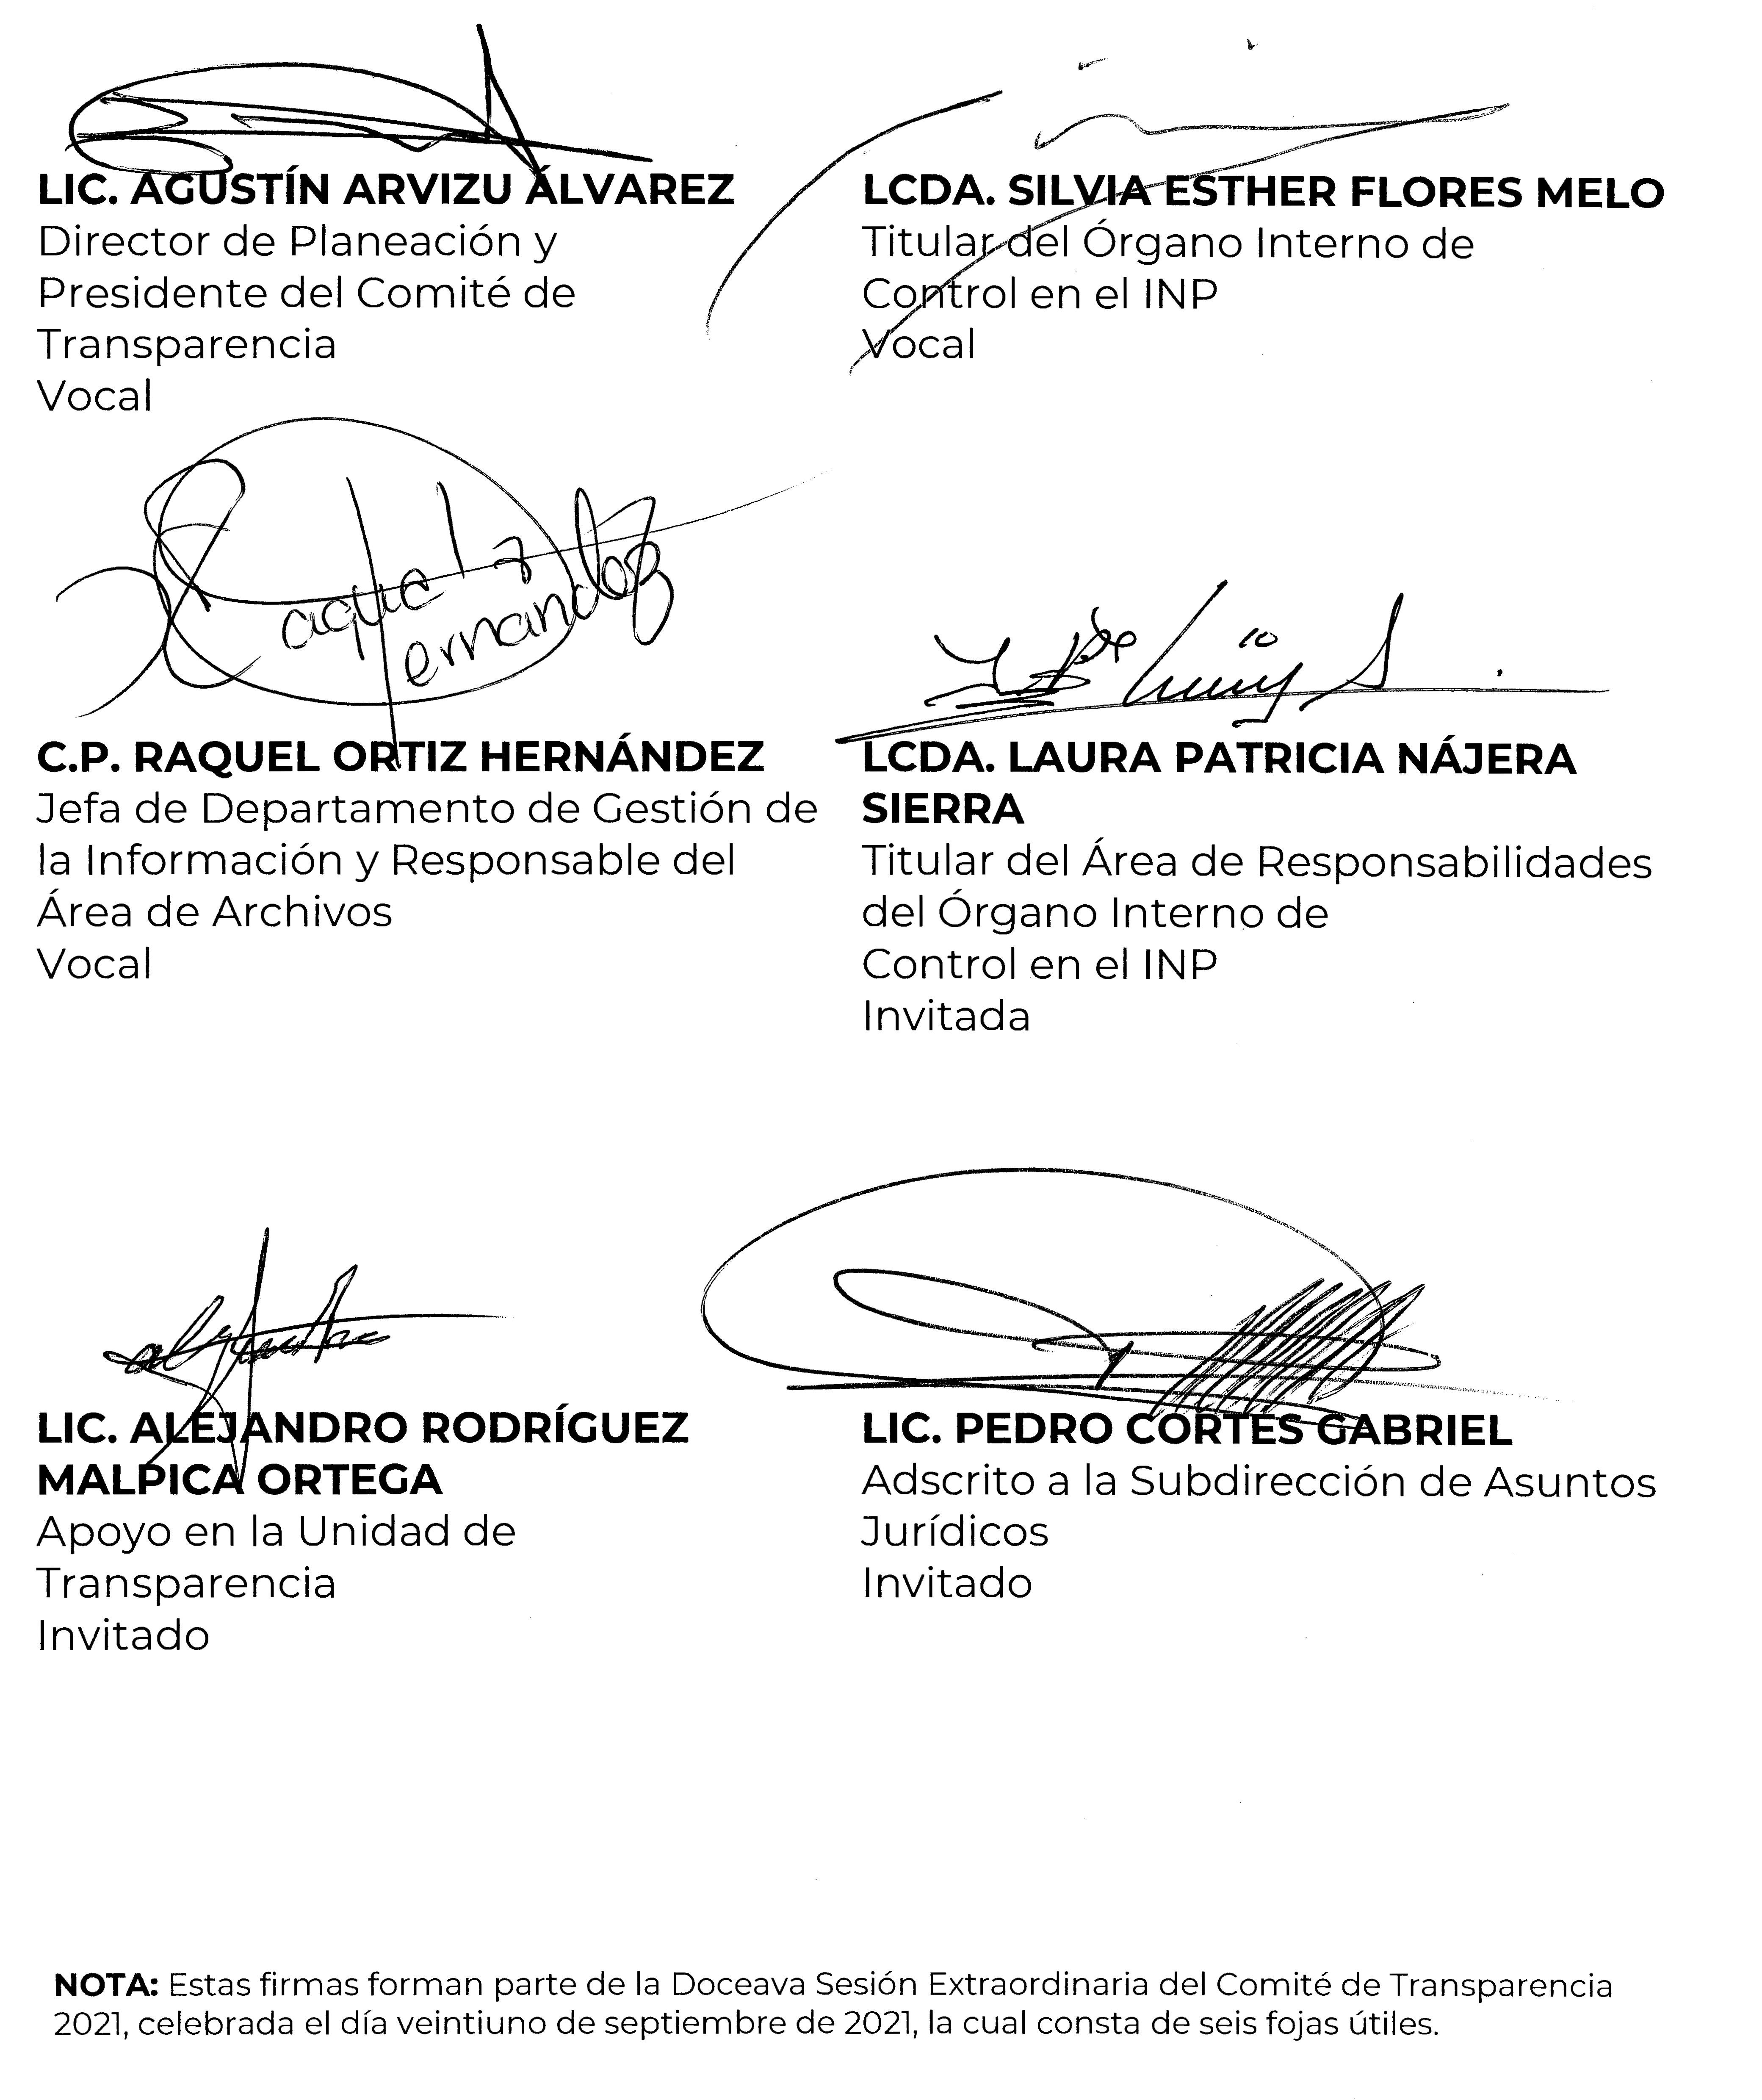 LIC. AGUSTÍN ARVIZU ÁLVAREZ
Director de Planeación y
Presidente del Comité de
Transparencia
Vocal
LCDA. SILVIA ESTHER FLORES MELO
Titular del Órgano Interno de
Control en el INP
Vocal
Raquel
ernandez
C.P. RAQUEL ORTIZ HERNÁNDEZ
Jefa de Departamento de Gestión de
la Información y Responsable del
Área de Archivos
Vocal
LCDA. LAURA PATRICIA NÁJERA
SIERRA
Titular del Área de Responsabilidades
del Órgano Interno de
Control en el INP
Invitada
LIC. ALEJANDRO RODRÍGUEZ
MALPICA ORTEGA
Apoyo en la Unidad de
Transparencia
Invitado
LIC. PEDRO CORTES GABRIEL
Adscrito a la Subdirección de Asuntos
Jurídicos
Invitado
NOTA: Estas firmas forman parte de la Doceava Sesión Extraordinaria del Comité de Transparencia
2021, celebrada el día veintiuno de septiembre de 2021, la cual consta de seis fojas útiles.